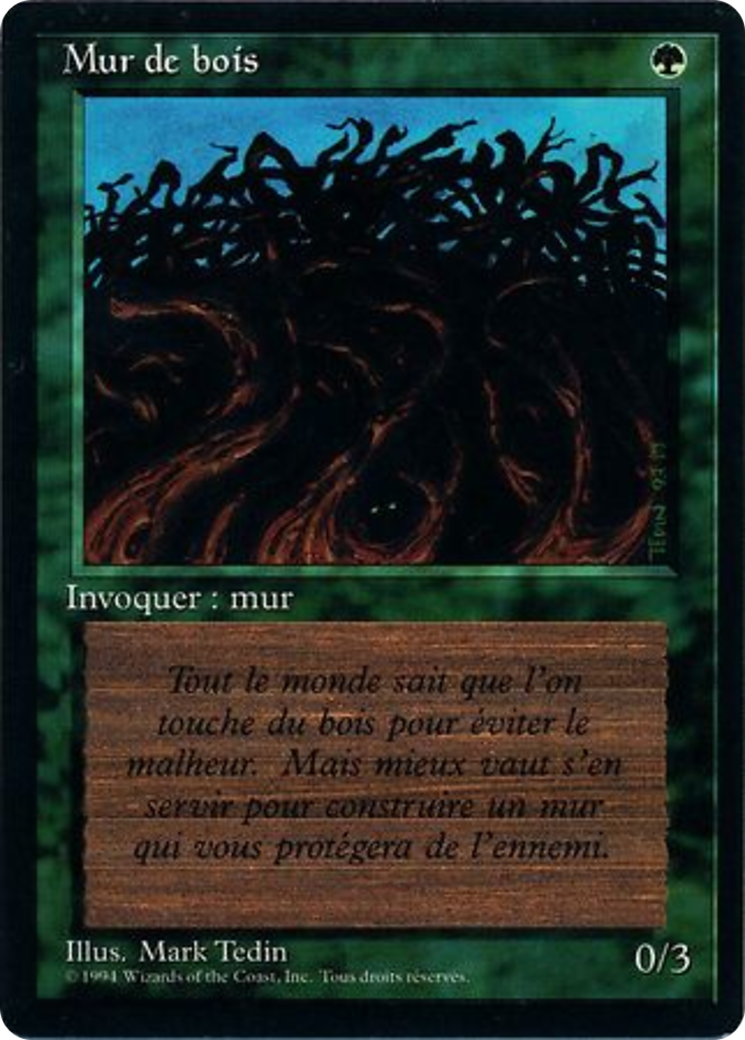 Mur de bois
TEDIN 93
Invoquer : mur
Tout le monde sait que l'on
touche du bois pour éviter le
malheur. Mais mieux vaut s'en
servir pour construire un mur
qui vous protégera de l'ennemi.
Illus. Mark Tedin
0/3
© 1994 Wizards of the Coast, Inc. Tous droits réservés.